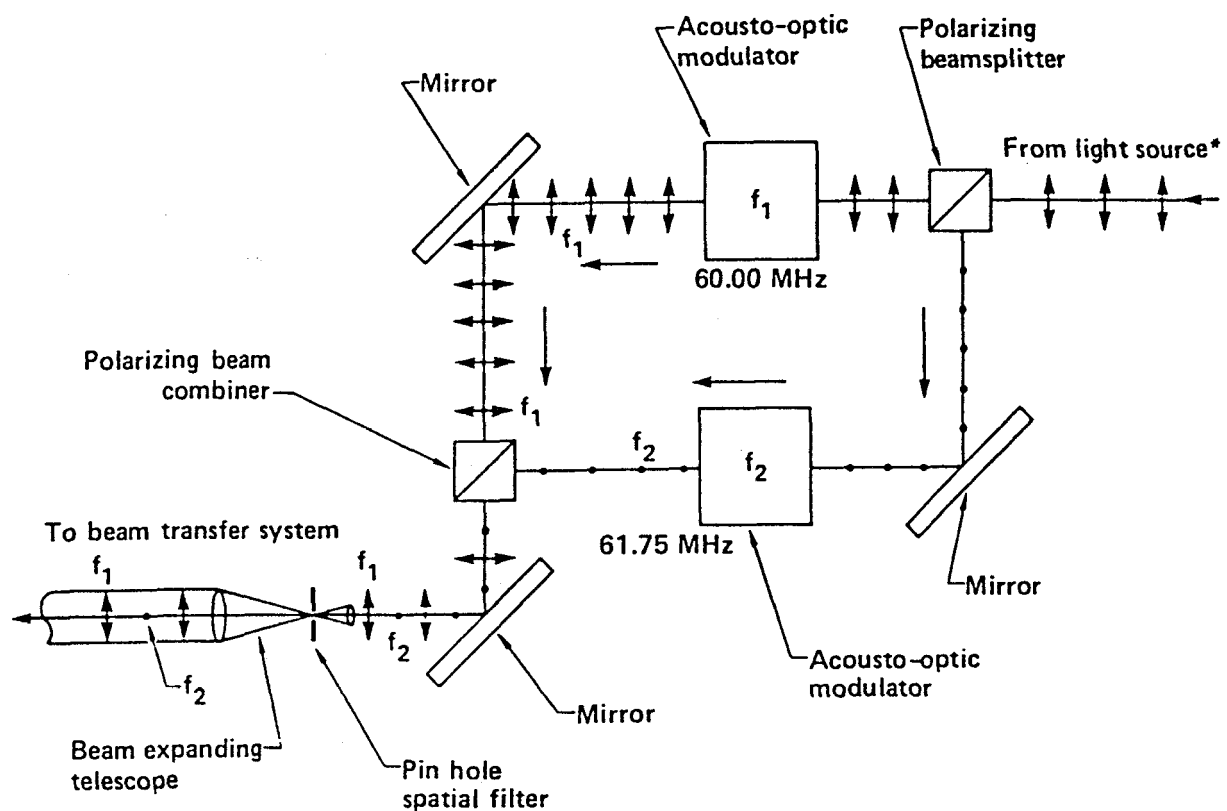 Acousto-optic
modulator
Polarizing
beamsplitter
Mirror
From light source*
f₁
f₁
60.00 MHz
Polarizing beam
combiner
f₁
f₂
f₂
61.75 MHz
To beam transfer system
f₁
f₁
f₂
Mirror
f₂
Acousto-optic
modulator
Mirror
Beam expanding
telescope
Pin hole
spatial filter